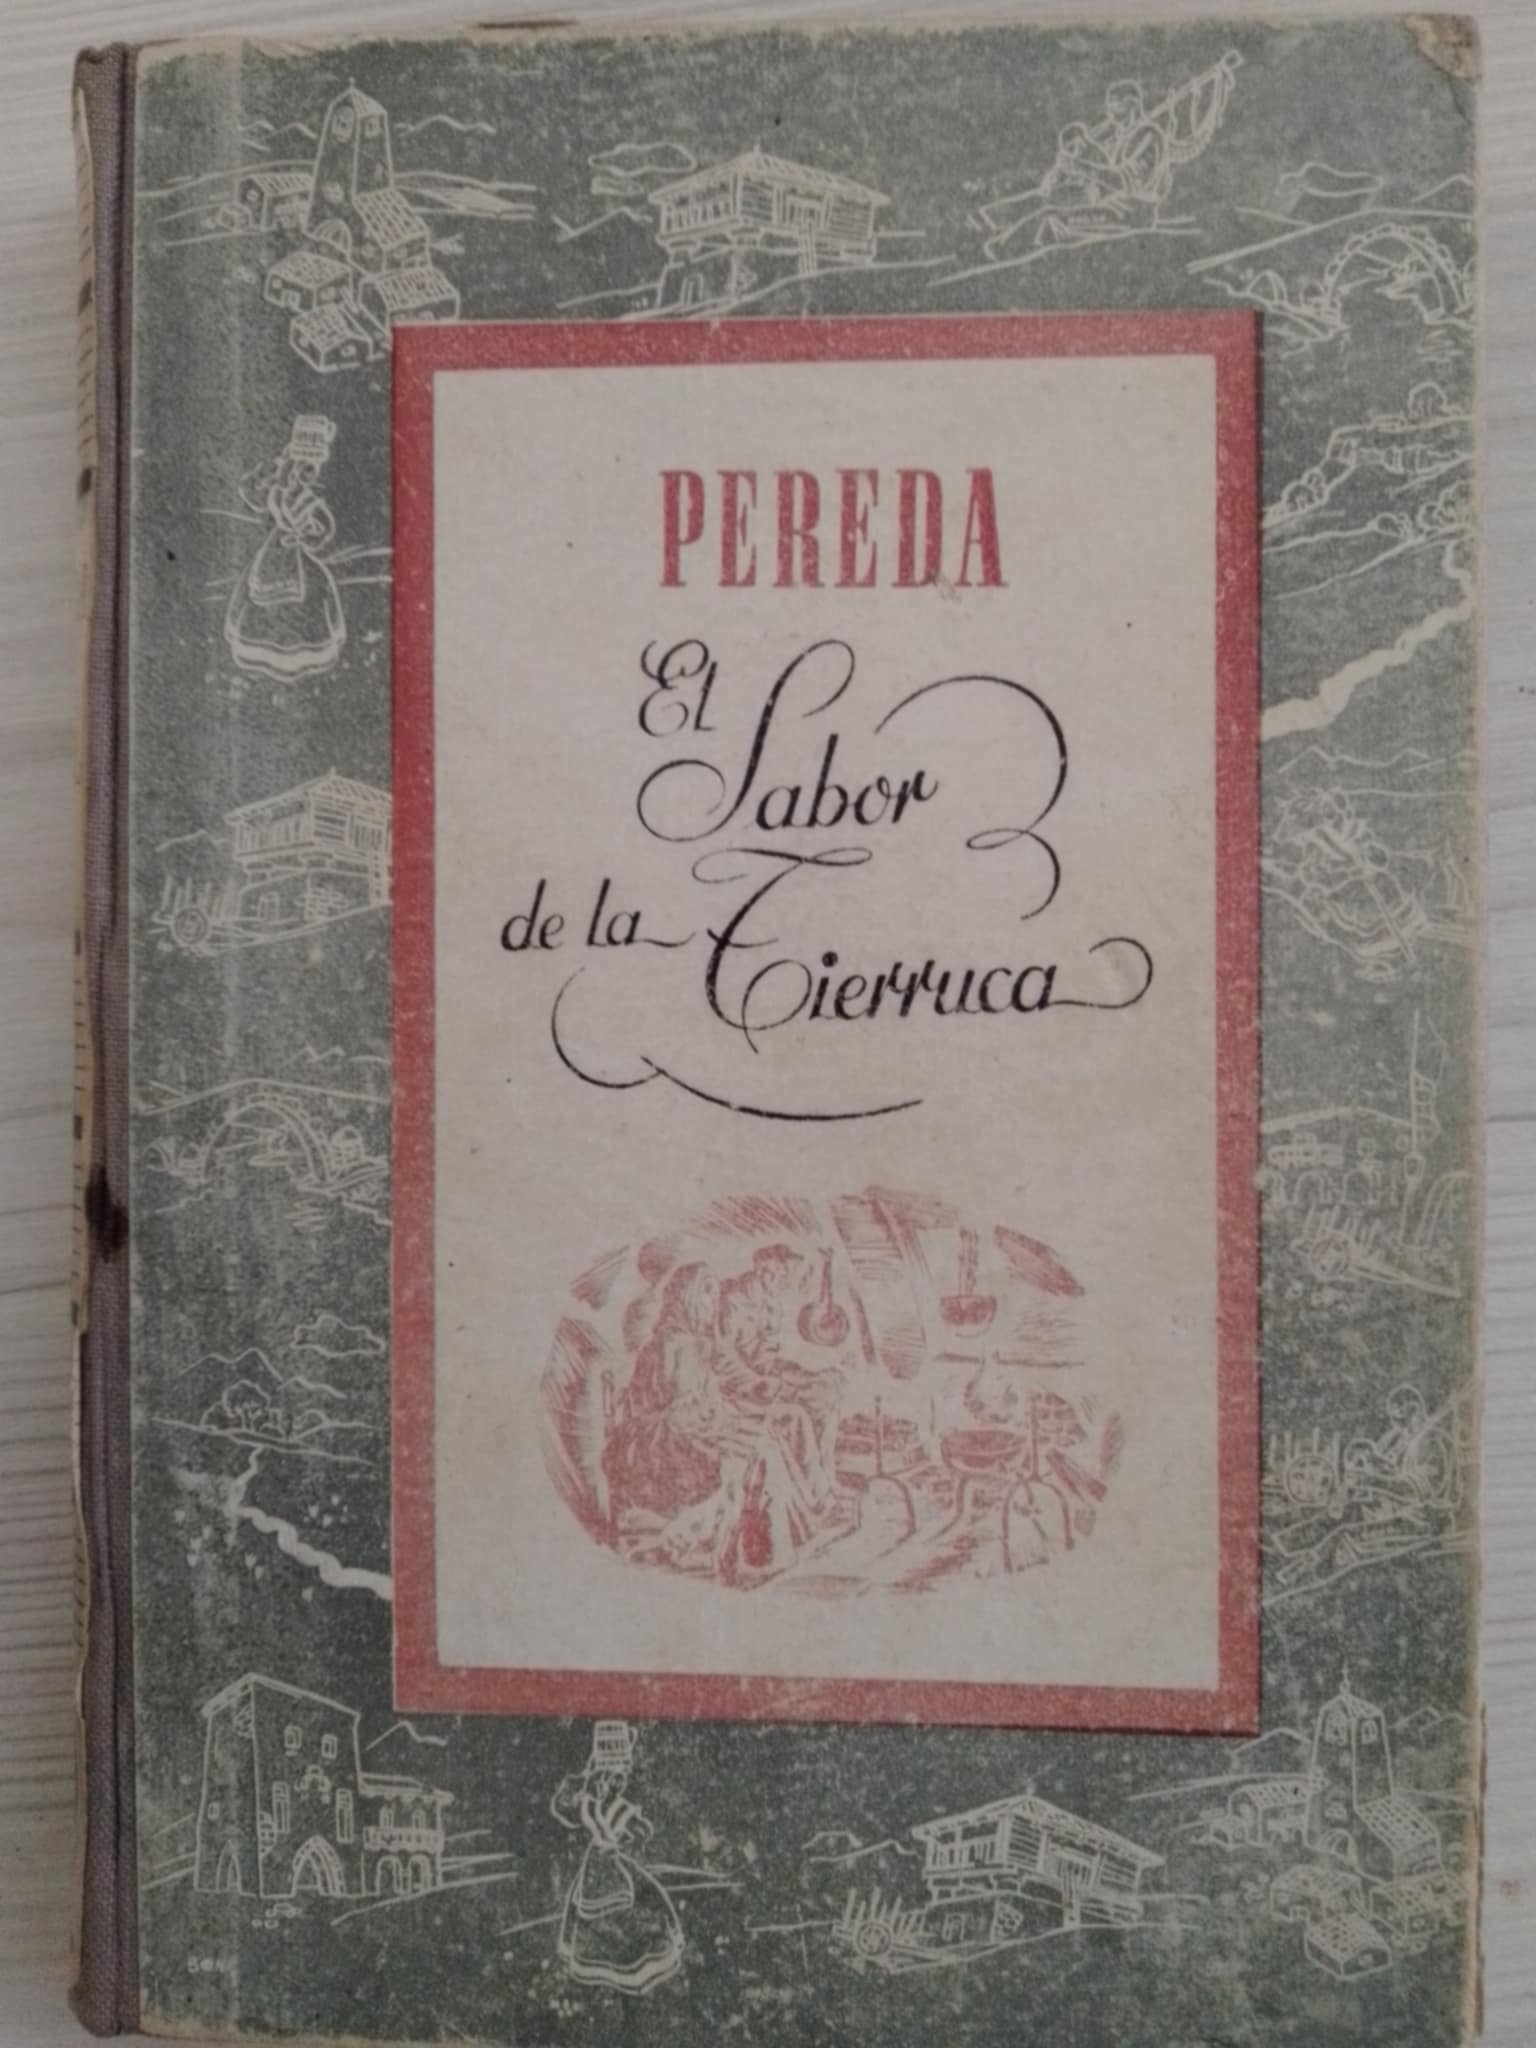 PEREDA
El
Sabor
de la Tierruca